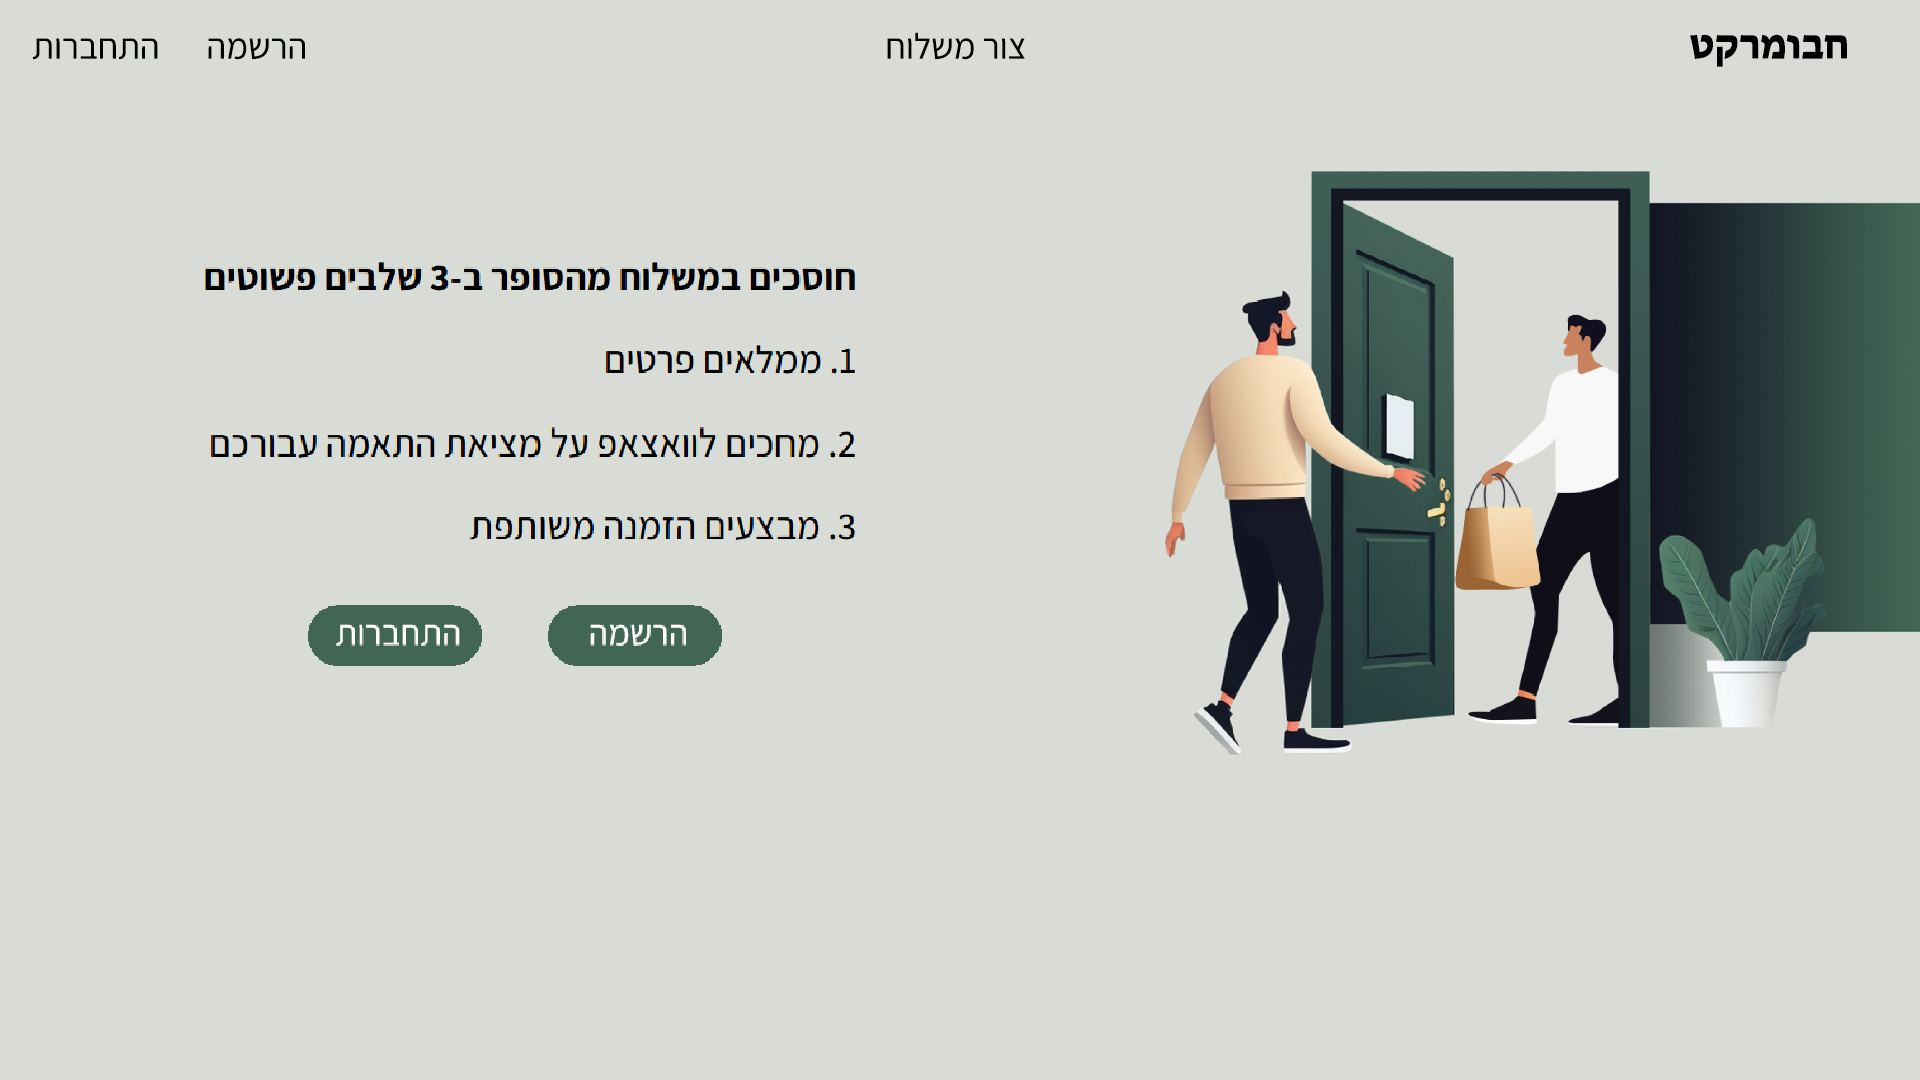 חבומרקט
צור משלוח
הרשמה
התחברות
חוסכים במשלוח מהסופר ב-3 שלבים פשוטים
1. ממלאים פרטים
2. מחכים לוואצאפ על מציאת התאמה עבורכם
3. מבצעים הזמנה משותפת
הרשמה
התחברות